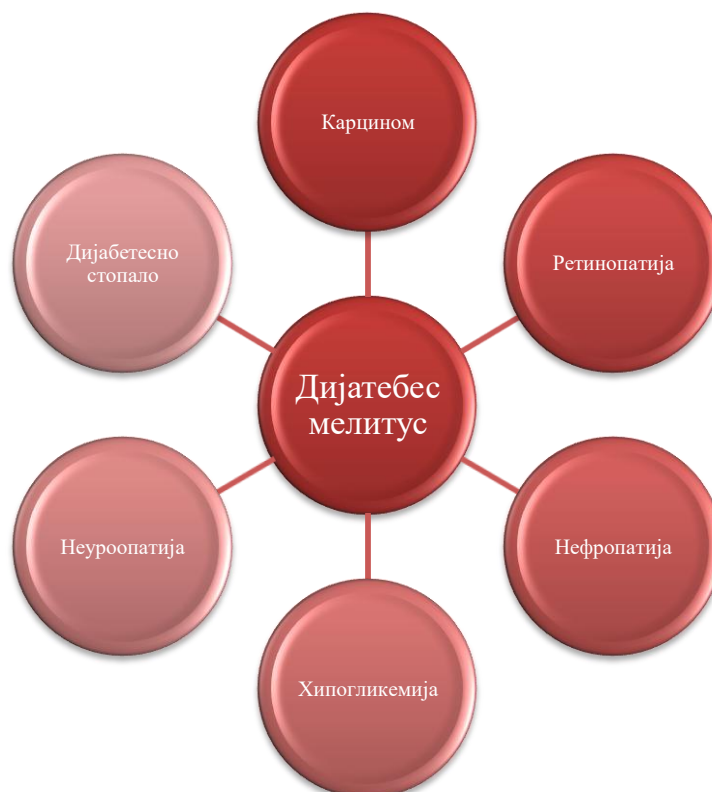 Карцином
Ретинопатија
Дијабетесно
стопало
Дијатебес
мелитус
Неуроопатија
Нефропатија
Хипогликемија